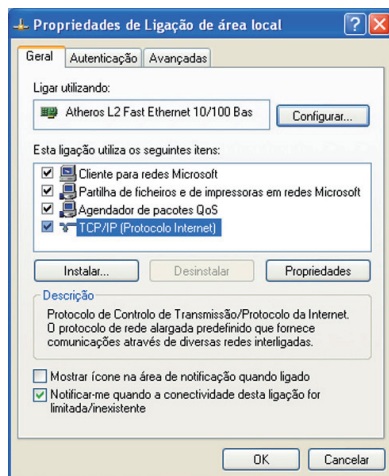 Propriedades de Ligação de área local
Geral Autenticação Avançadas
Ligar utilizando:
Atheros L2 Fast Ethernet 10/100 Bas Configurar...
Esta ligação utiliza os seguintes itens:
Cliente para redes Microsoft
Partilha de ficheiros e de impressoras em redes Microsoft
Agendador de pacotes QoS
TCP/IP (Protocolo Internet)
Instalar... Desinstalar Propriedades
Descrição
Protocolo de Controlo de Transmissão/Protocolo da Internet.
O protocolo de rede alargada predefinido que fornece
comunicações através de diversas redes interligadas.
Mostrar ícone na área de notificação quando ligado
Notificar-me quando a conectividade desta ligação for
limitada/inexistente
OK Cancelar